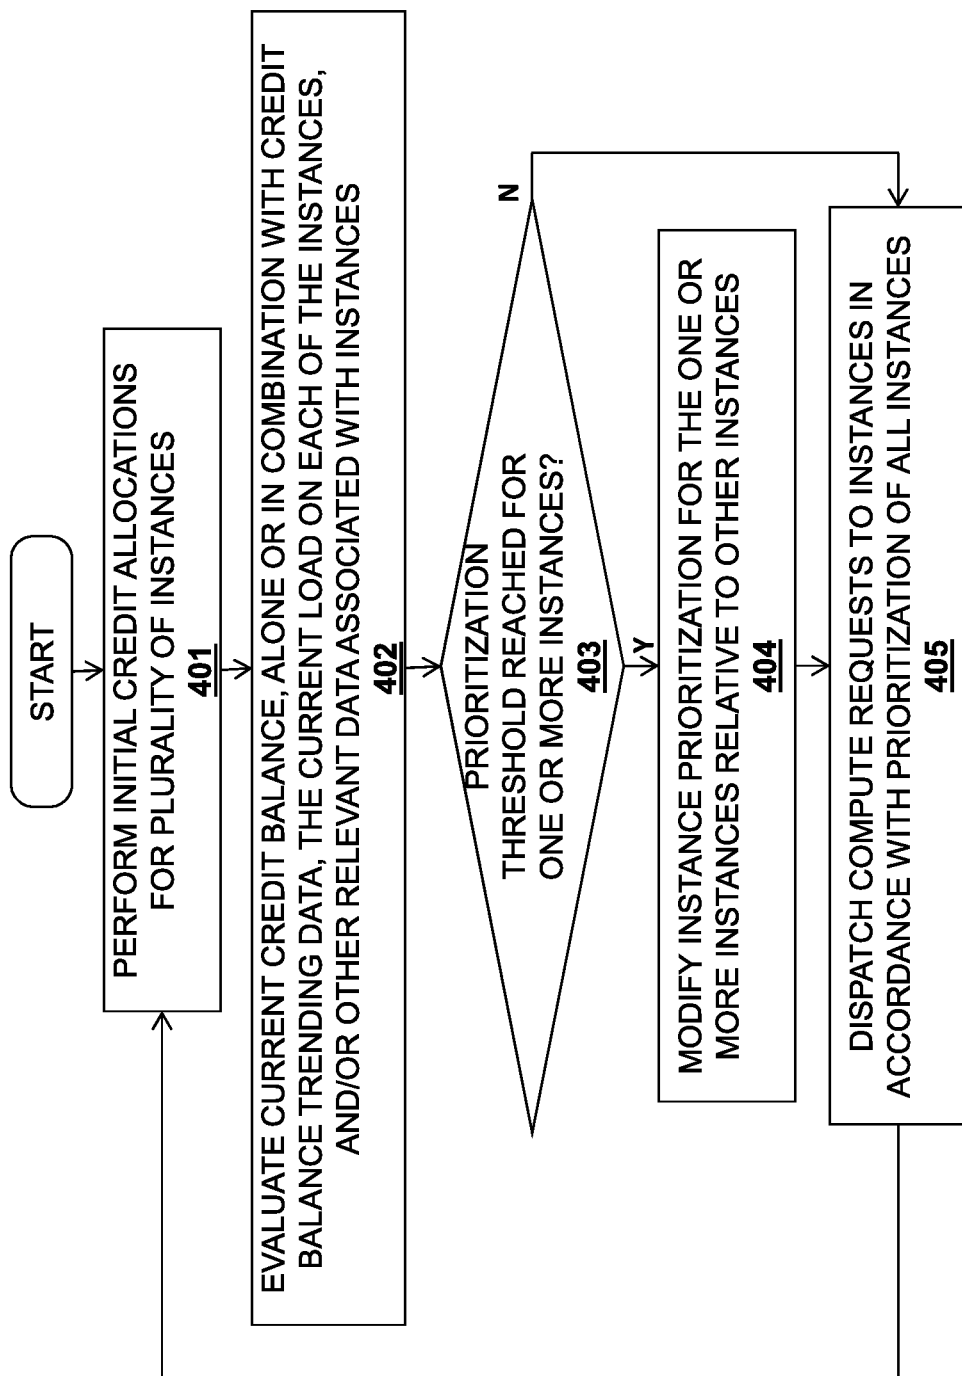 START
PERFORM INITIAL CREDIT ALLOCATIONS
FOR PLURALITY OF INSTANCES
401
EVALUATE CURRENT CREDIT BALANCE, ALONE OR IN COMBINATION WITH CREDIT
BALANCE TRENDING DATA, THE CURRENT LOAD ON EACH OF THE INSTANCES,
AND/OR OTHER RELEVANT DATA ASSOCIATED WITH INSTANCES
402
PRIORITIZATION
THRESHOLD REACHED FOR
ONE OR MORE INSTANCES?
403
N
Y
MODIFY INSTANCE PRIORITIZATION FOR THE ONE OR
MORE INSTANCES RELATIVE TO OTHER INSTANCES
404
DISPATCH COMPUTE REQUESTS TO INSTANCES IN
ACCORDANCE WITH PRIORITIZATION OF ALL INSTANCES
405